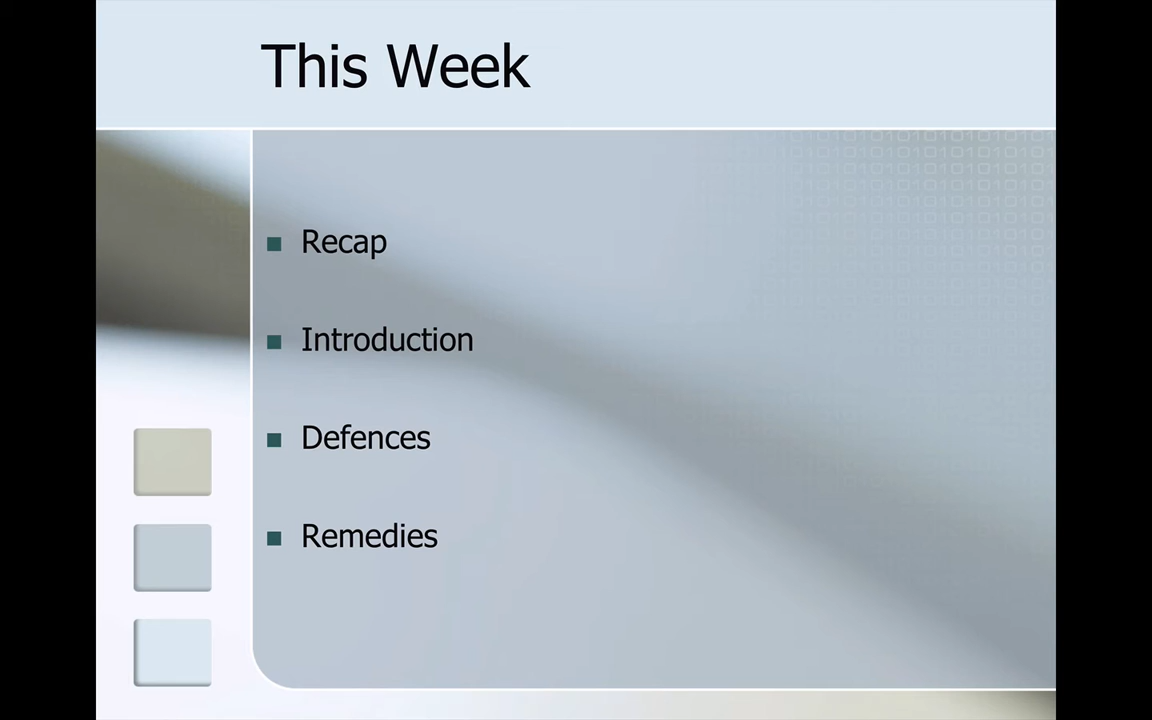 This Week
Recap
Introduction
Defences
Remedies